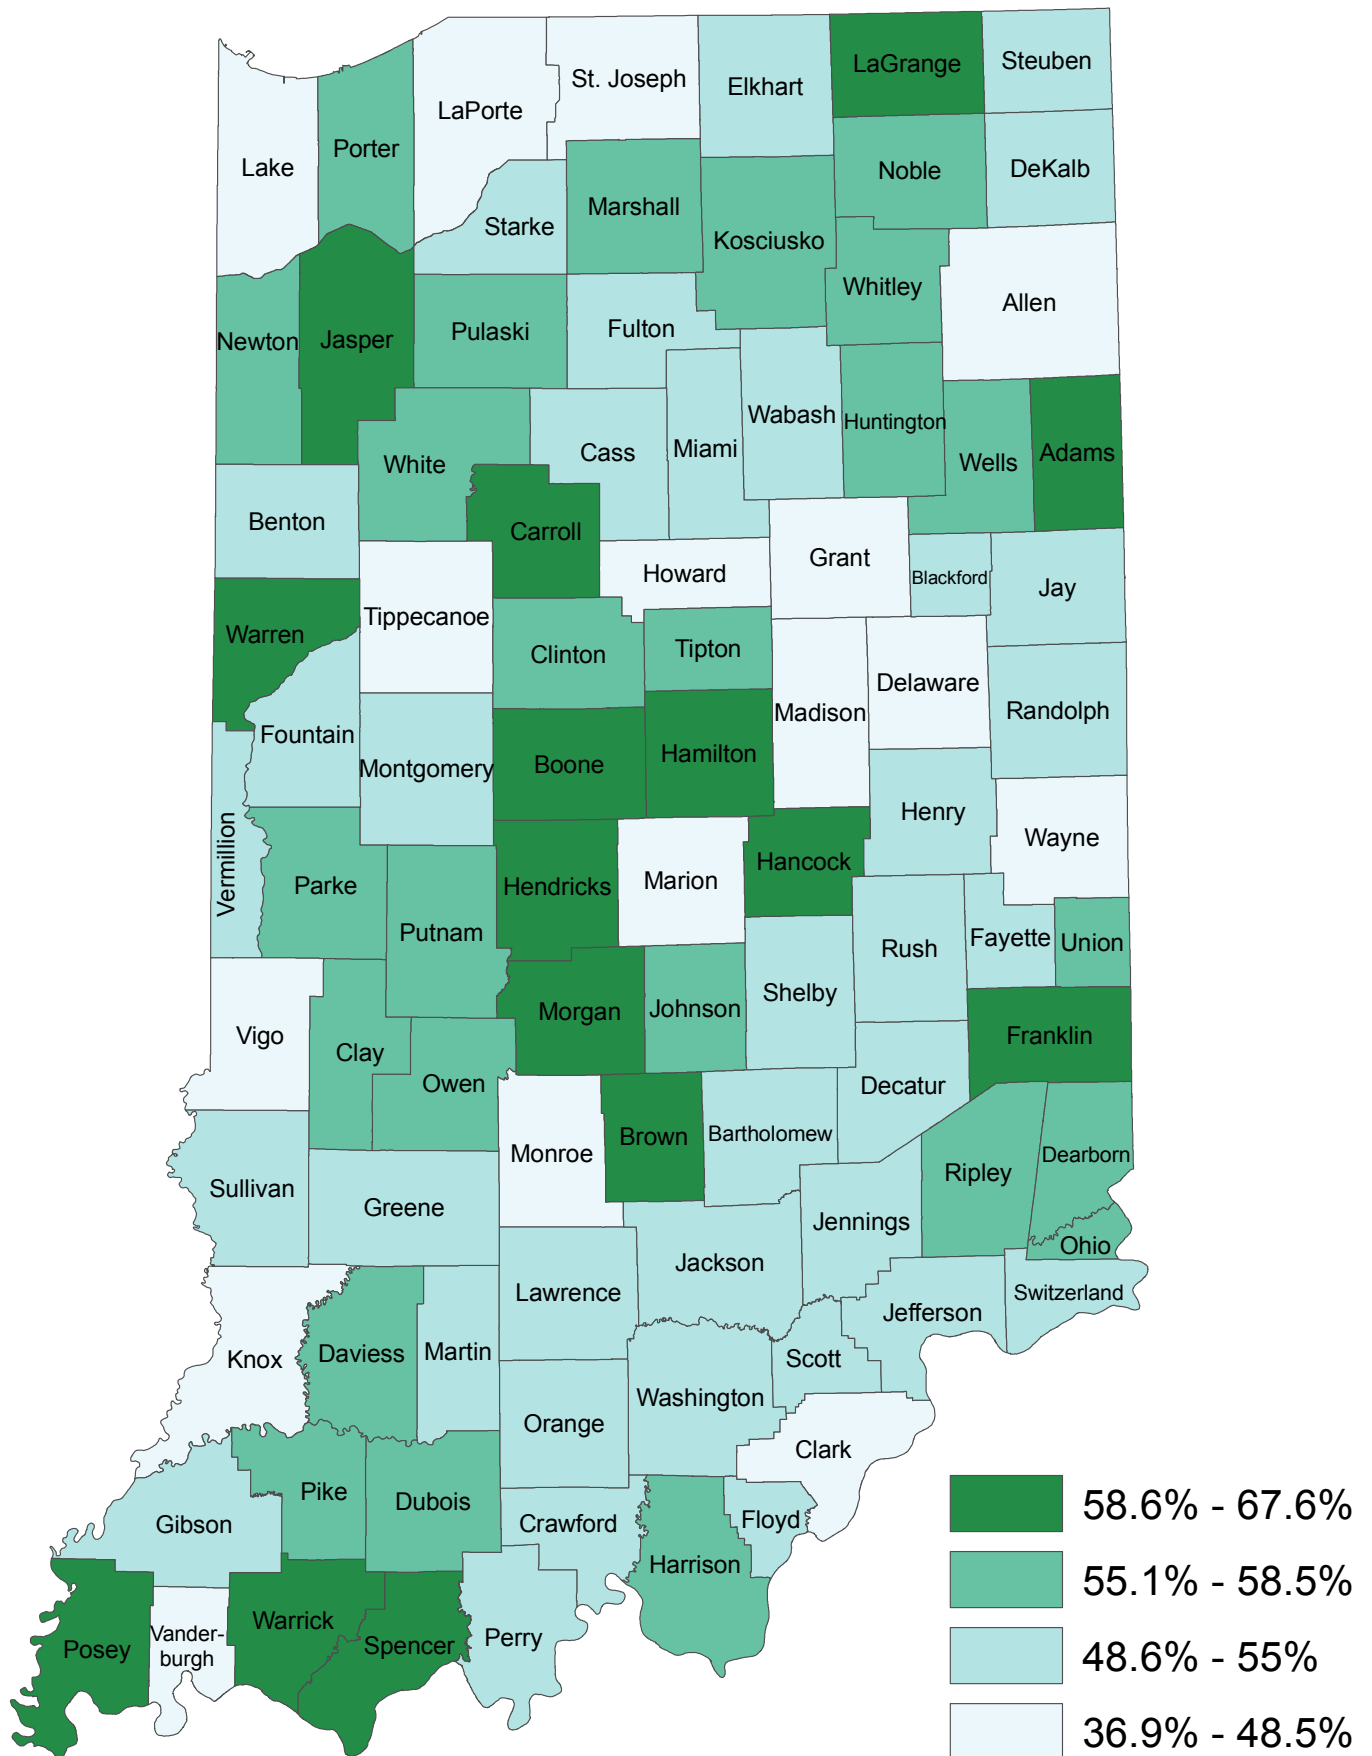 LaGrange
Steuben
St. Joseph
Elkhart
LaPorte
Porter
Lake
Noble
DeKalb
Marshall
Starke
Kosciusko
Whitley
Allen
Newton
Jasper
Pulaski
Fulton
Wabash
Huntington
Miami
Cass
White
Wells
Adams
Benton
Carroll
Grant
Howard
Blackford
Jay
Tippecanoe
Warren
Clinton
Tipton
Delaware
Madison
Randolph
Fountain
Montgomery
Boone
Hamilton
Henry
Wayne
Vermillion
Parke
Hendricks
Marion
Hancock
Putnam
Rush
Fayette
Union
Shelby
Morgan
Johnson
Vigo
Clay
Franklin
Owen
Decatur
Brown
Bartholomew
Monroe
Dearborn
Ripley
Sullivan
Greene
Jennings
Ohio
Jackson
Lawrence
Switzerland
Jefferson
Knox
Daviess
Martin
Scott
Washington
Orange
Clark
Pike
Dubois
Gibson
Crawford
Floyd
Harrison
Warrick
Vander-
burgh
Posey
Spencer
Perry
58.6% - 67.6%
55.1% - 58.5%
48.6% - 55%
36.9% - 48.5%